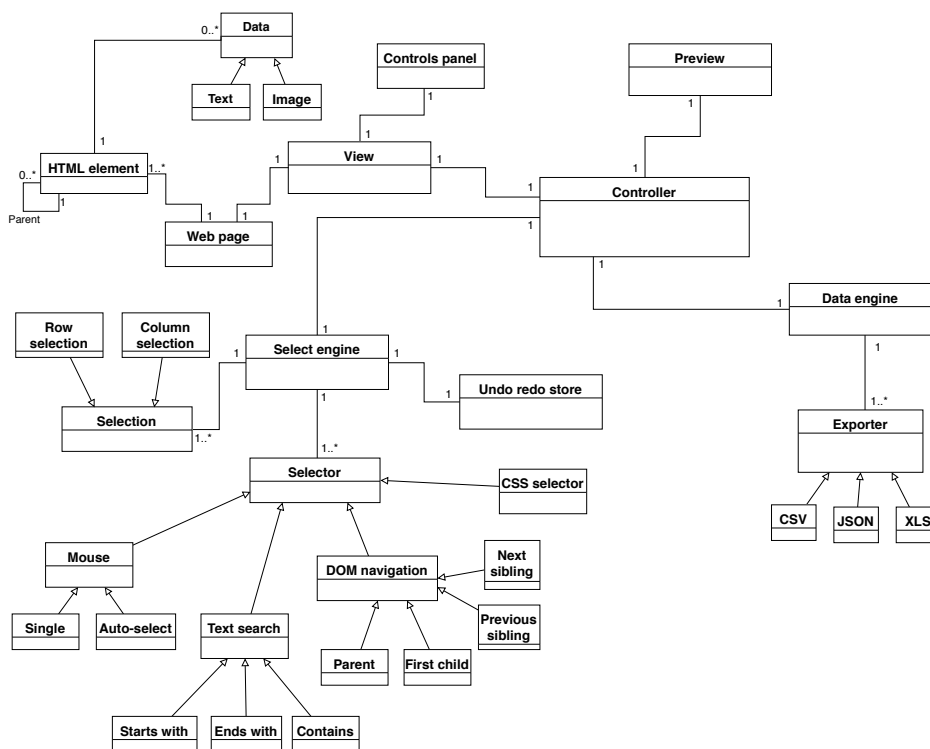 Data
0..*
Text
Image
Controls panel
1
Preview
1
1
HTML element
1..*
0..*
1
Parent
1
View
1
1
1
1
Web page
1
1
Controller
1
1
1
Data engine
1
1..*
Exporter
CSV
JSON
XLS
Row
selection
Column
selection
Selection
1..*
1
1
Select engine
1
1
1
Undo redo store
1..*
Selector
CSS selector
Mouse
Single
Auto-select
Text search
Starts with
Ends with
Contains
DOM navigation
Next
sibling
Previous
sibling
Parent
First child